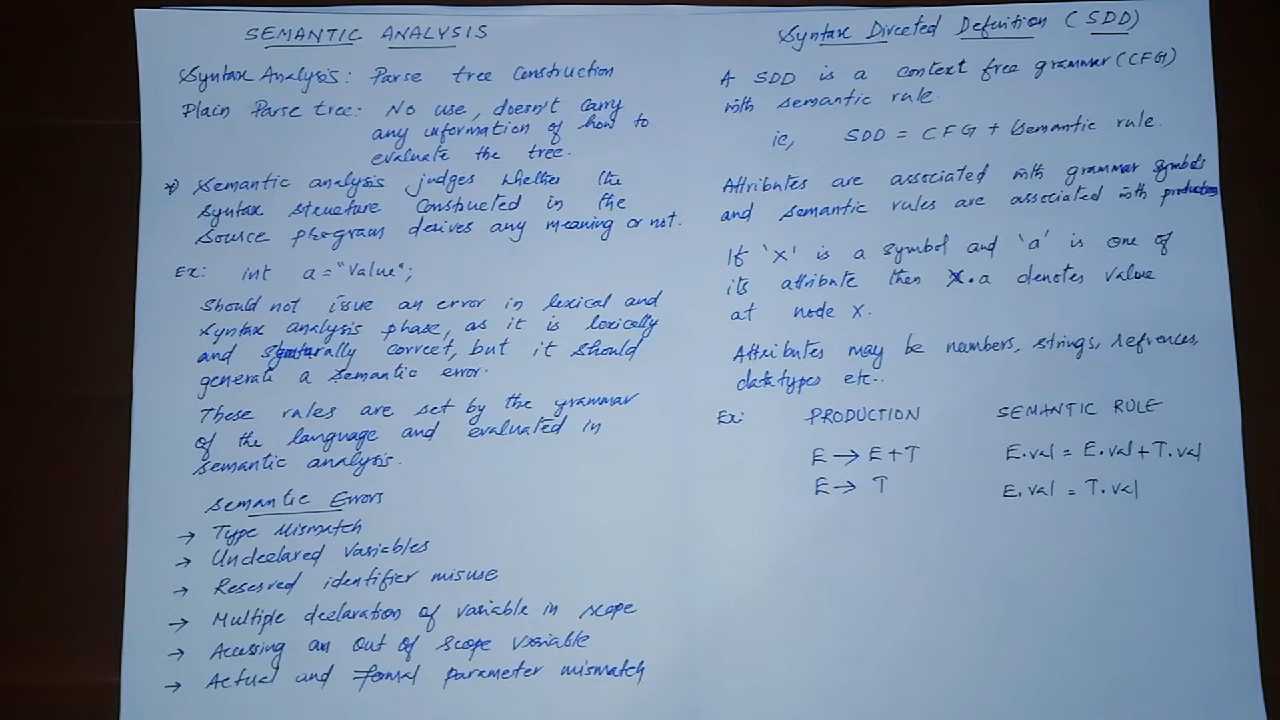 SEMANTIC ANALYSIS
Syntax Analysis: Parse tree Construction
Plain Parse tree: No use, doesn't carry
any information of how to
evaluate the tree.
*) Semantic analysis judges whether the
syntax structure constructed in the
source program derives any meaning or not.
Ex: int a = "Value";
should not issue an error in lexical and
syntax analysis phase, as it is lexically
and structurally correct, but it should
generate a semantic error.
These rules are set by the grammar
of the language and evaluated in
semantic analysis.
Semantic Errors
→ Type Mismatch
→ Undeclared Variables
→ Reserved identifier misuse
→ Multiple declaration of variable in scope
→ Accessing an out of scope variable
→ Actual and formal parameter mismatch
Syntax Directed Definition (SDD)
A SDD is a context free grammar (CFG)
with semantic rule.
ie, SDD = CFG + Semantic rule.
Attributes are associated with grammar symbols
and semantic rules are associated with productions
If 'X' is a symbol and 'a' is one of
its attribute then X.a denotes value
at node X.
Attributes may be numbers, strings, refrences,
datatypes etc..
Ex: PRODUCTION SEMANTIC RULE
E → E + T E.val = E.val + T.val
E → T E.val = T.val